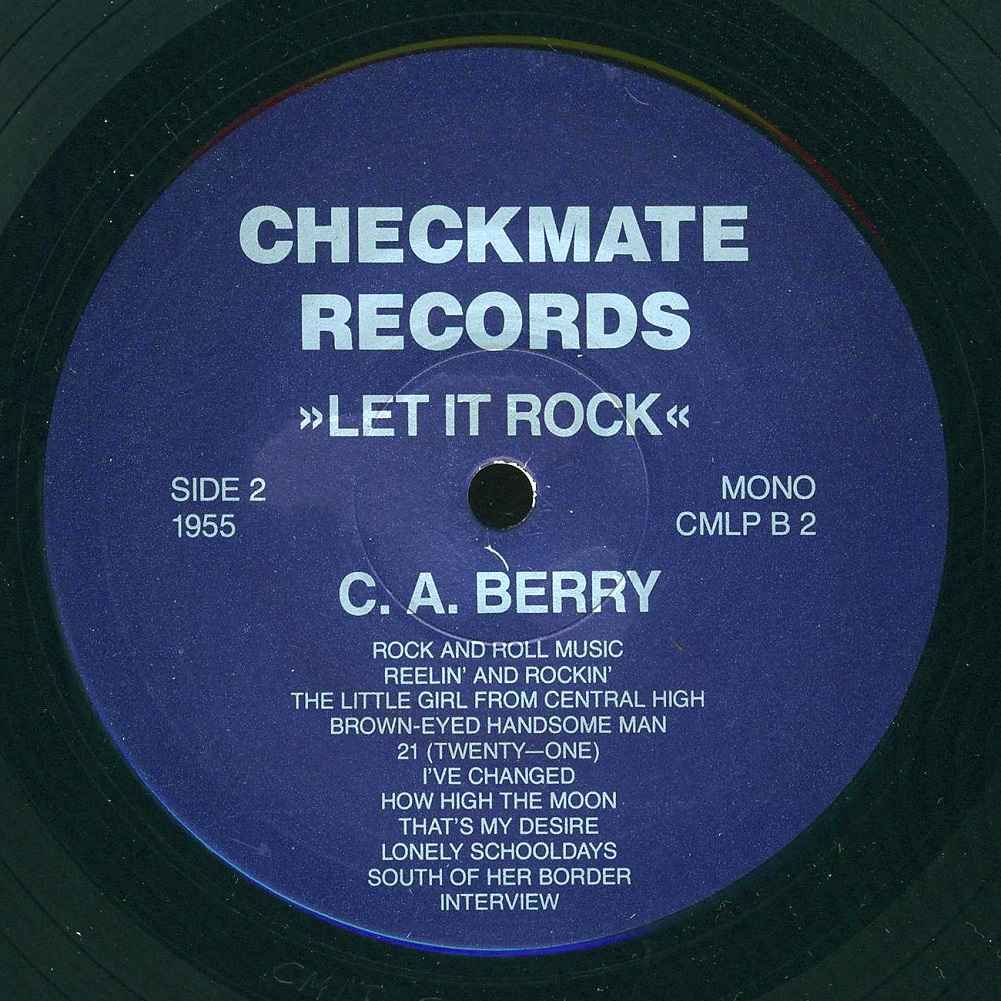 CHECKMATE
RECORDS
»LET IT ROCK«
SIDE 2
1955
MONO
CMLP B 2
C. A. BERRY
ROCK AND ROLL MUSIC
REELIN' AND ROCKIN'
THE LITTLE GIRL FROM CENTRAL HIGH
BROWN-EYED HANDSOME MAN
21 (TWENTY—ONE)
I'VE CHANGED
HOW HIGH THE MOON
THAT'S MY DESIRE
LONELY SCHOOLDAYS
SOUTH OF HER BORDER
INTERVIEW